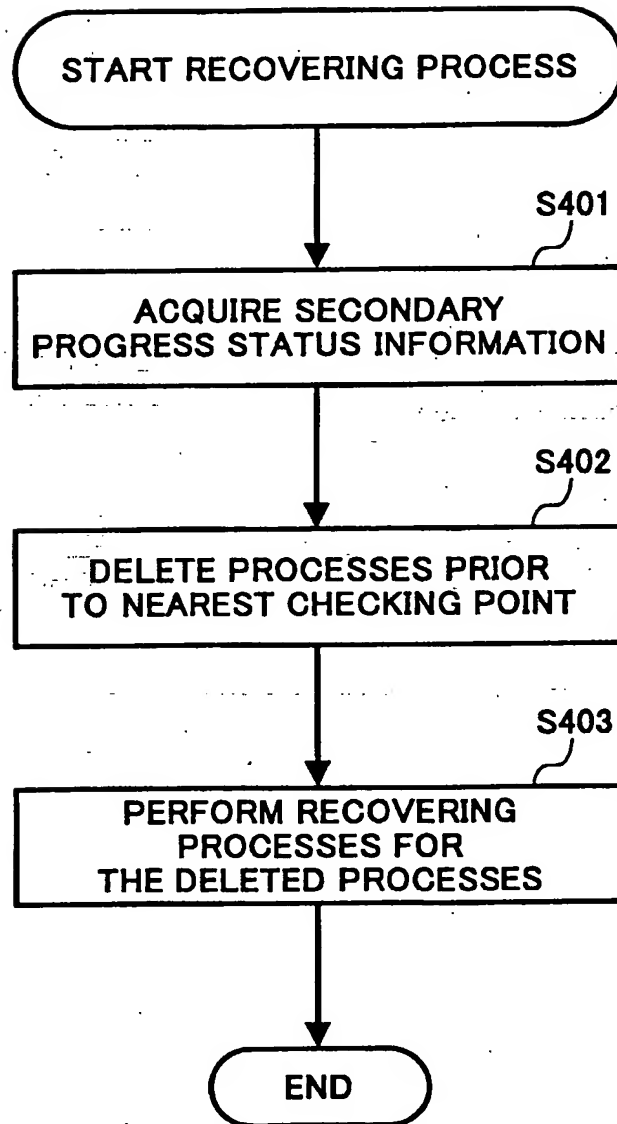 START RECOVERING PROCESS
S401
ACQUIRE SECONDARY
PROGRESS STATUS INFORMATION
S402
DELETE PROCESSES PRIOR
TO NEAREST CHECKING POINT
S403
PERFORM RECOVERING
PROCESSES FOR
THE DELETED PROCESSES
END